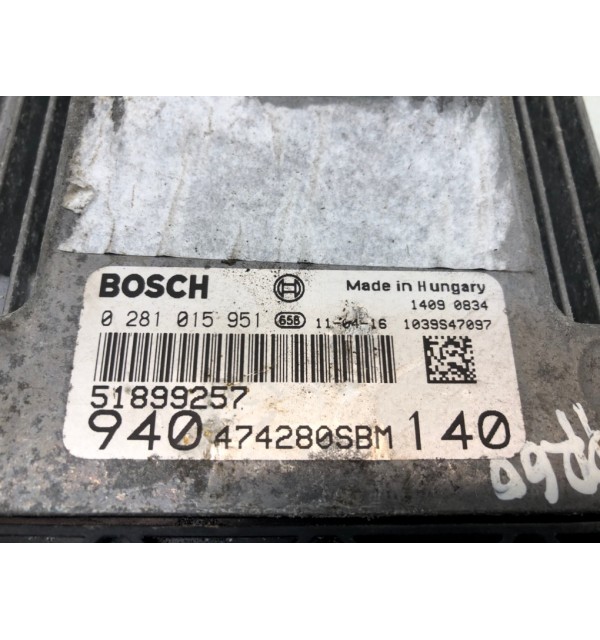 BOSCH Made in Hungary
1409 0834
0 281 015 951 658 11-04-16 1039S47097
51899257
940 474280SBM 140